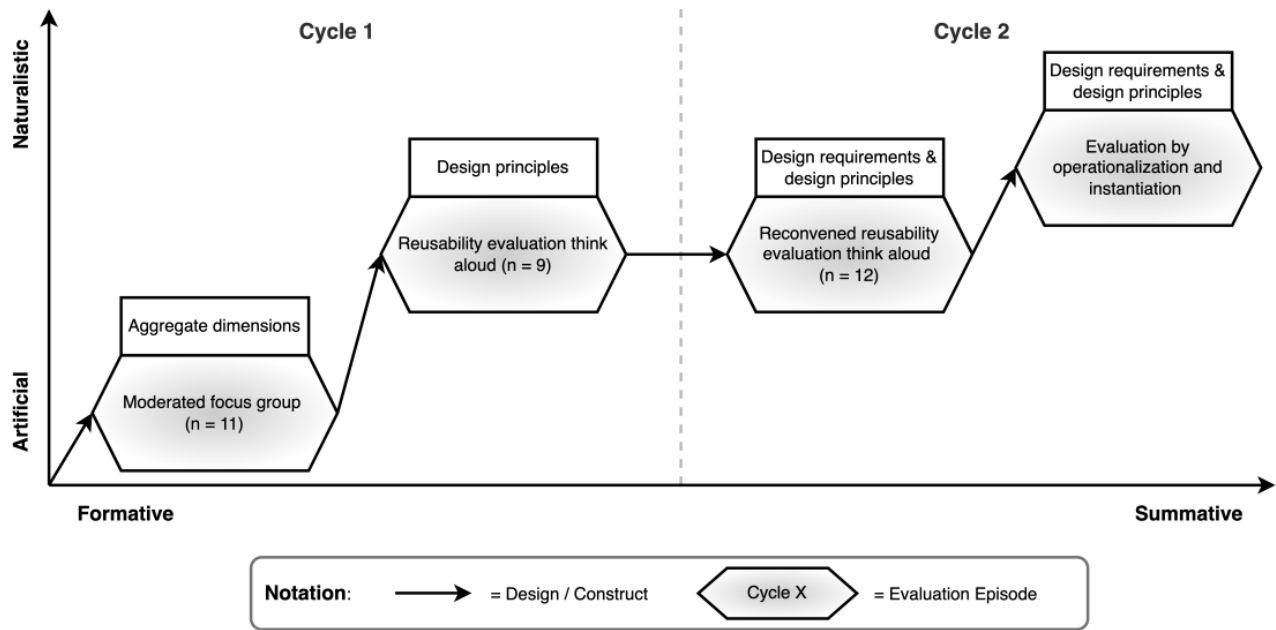 Cycle 1
Cycle 2
Naturalistic
Artificial
Design requirements &
design principles
Evaluation by
operationalization and
instantiation
Design principles
Reusability evaluation think
aloud (n = 9)
Design requirements &
design principles
Reconvened reusability
evaluation think aloud
(n = 12)
Aggregate dimensions
Moderated focus group
(n = 11)
Formative
Summative
Notation: = Design / Construct Cycle X = Evaluation Episode